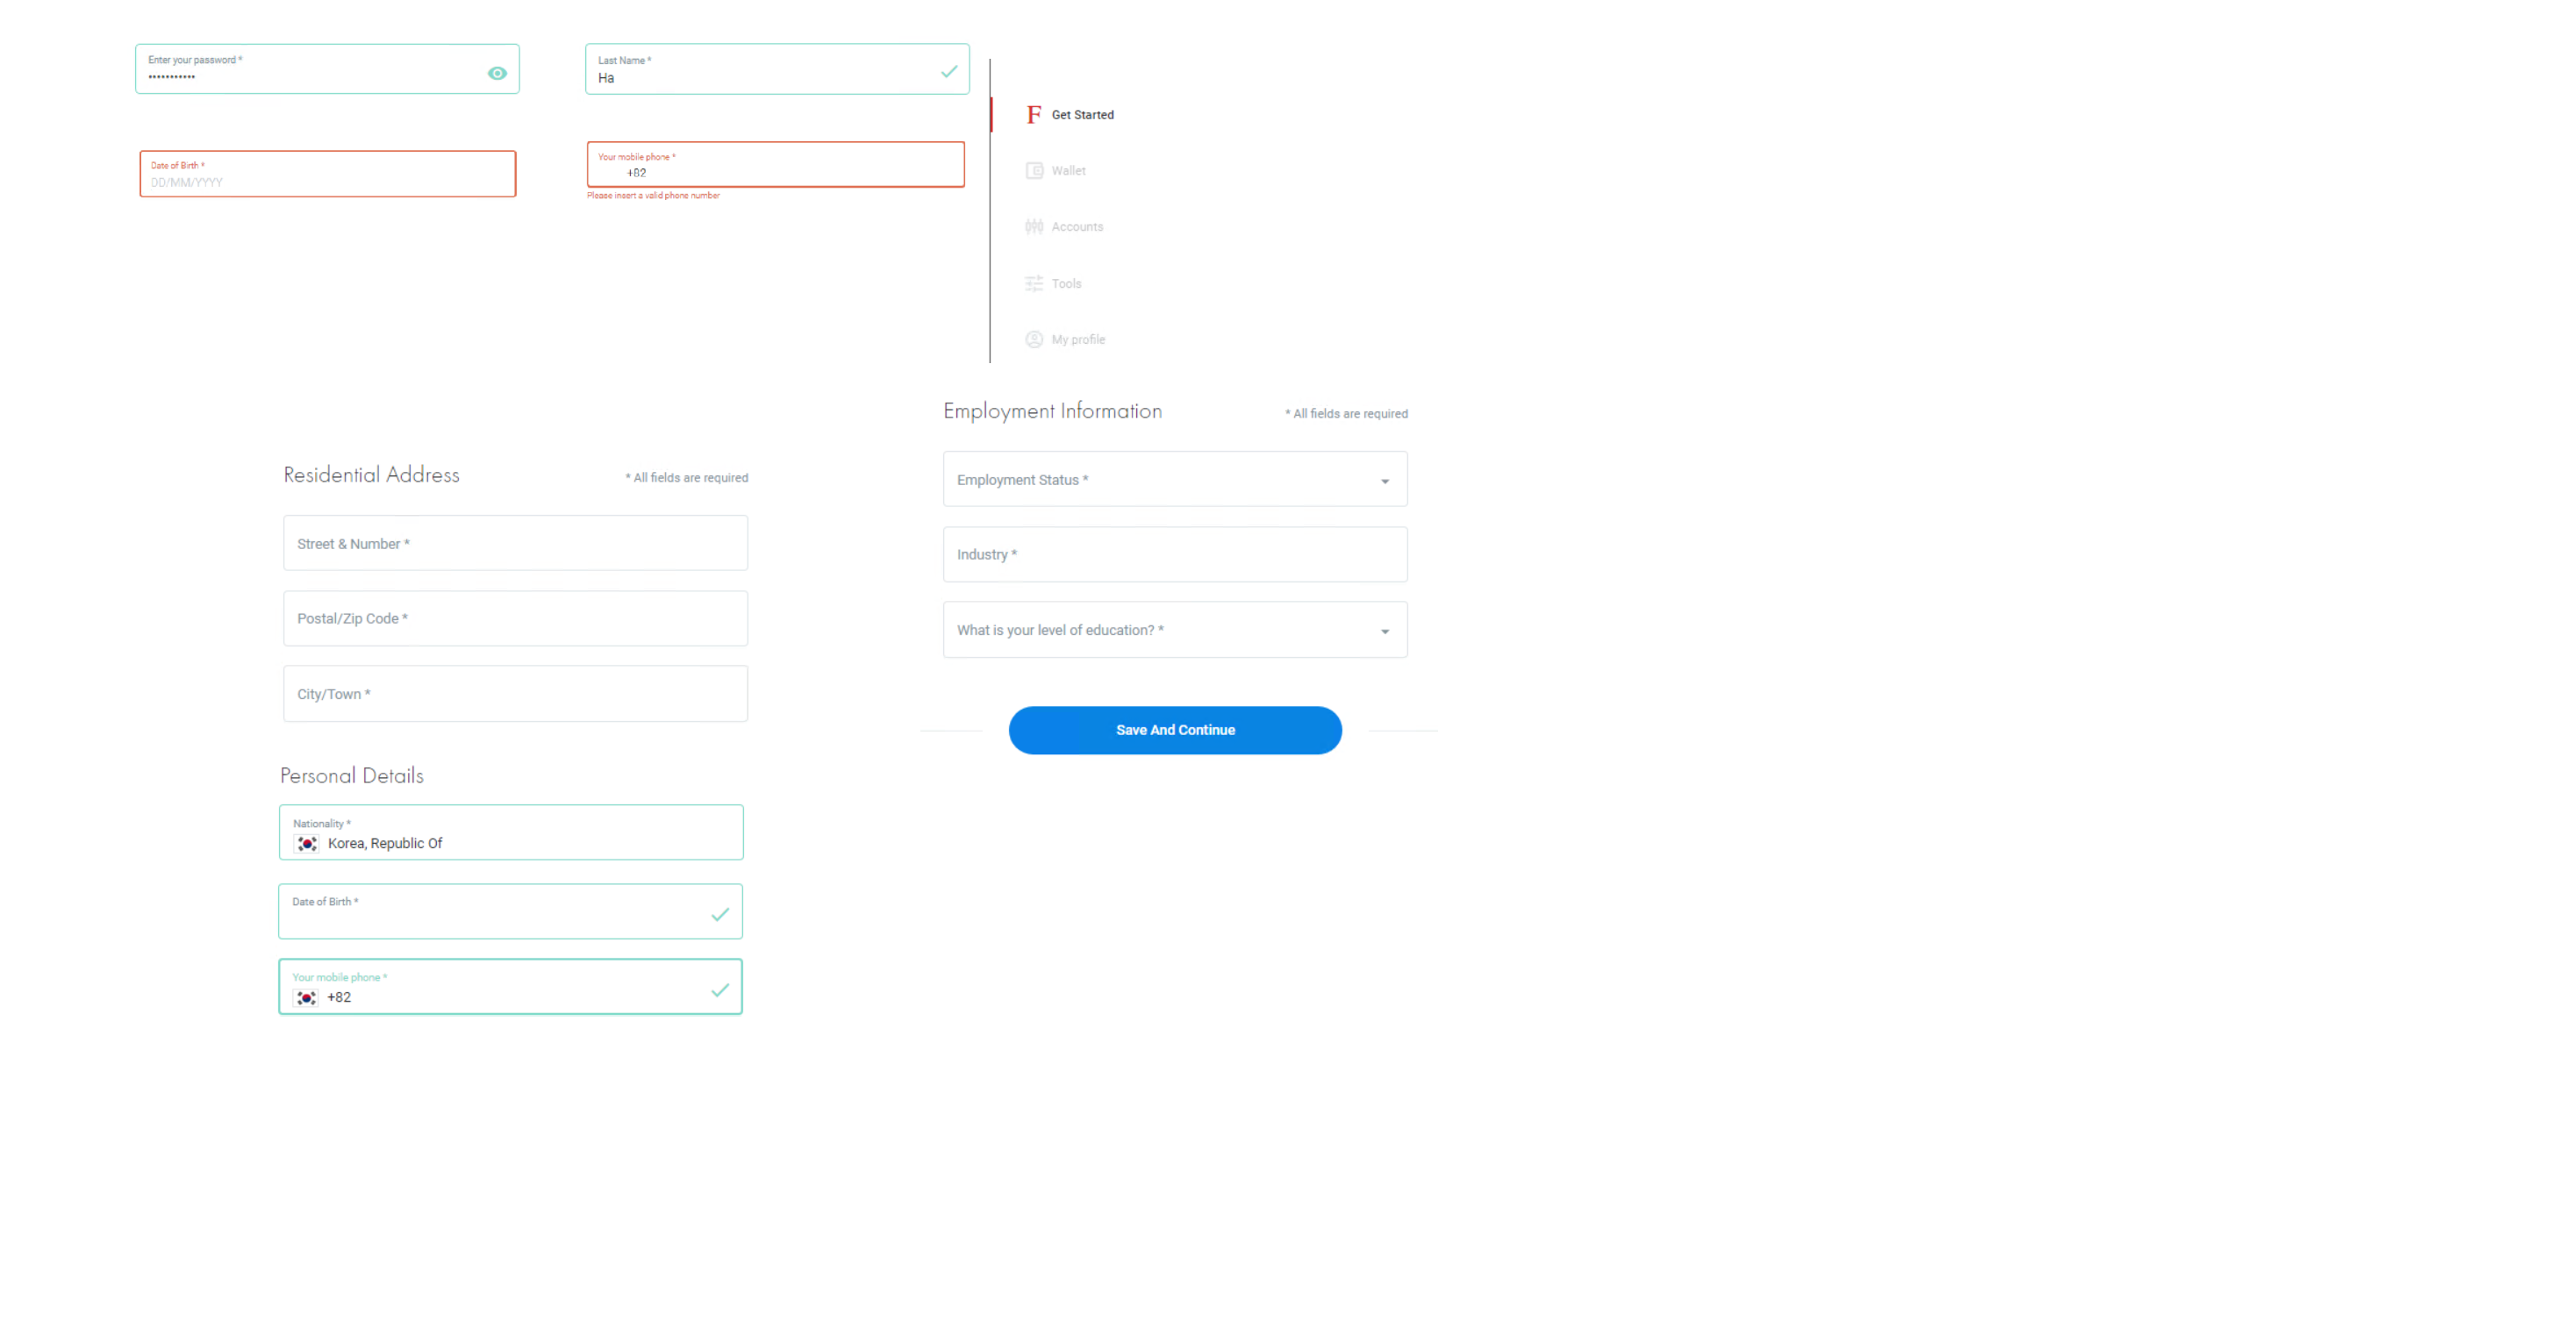 Enter your password *
•••••••••••
Last Name *
Ha
Date of Birth *
DD/MM/YYYY
Your mobile phone *
+82
Please insert a valid phone number
F Get Started
Wallet
Accounts
Tools
My profile
Residential Address
* All fields are required
Street & Number *
Postal/Zip Code *
City/Town *
Personal Details
Nationality *
Korea, Republic Of
Date of Birth *
Your mobile phone *
+82
Employment Information
* All fields are required
Employment Status *
Industry *
What is your level of education? *
Save And Continue